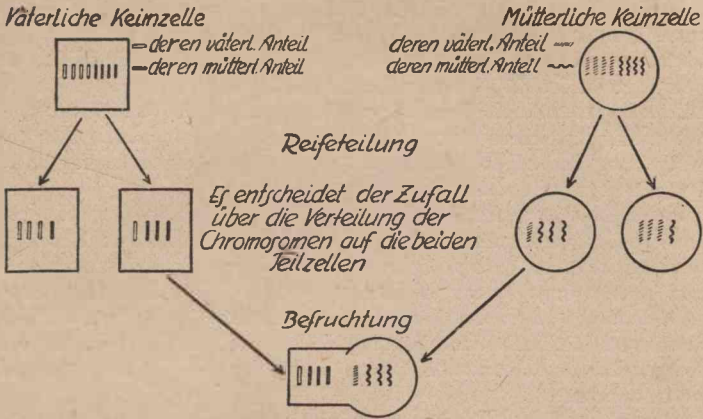 Väterliche Keimzelle
deren väterl. Anteil
deren mütterl. Anteil
Mütterliche Keimzelle
deren väterl. Anteil
deren mütterl. Anteil
Reifeteilung
Es entscheidet der Zufall
über die Verteilung der
Chromosomen auf die beiden
Teilzellen
Befruchtung